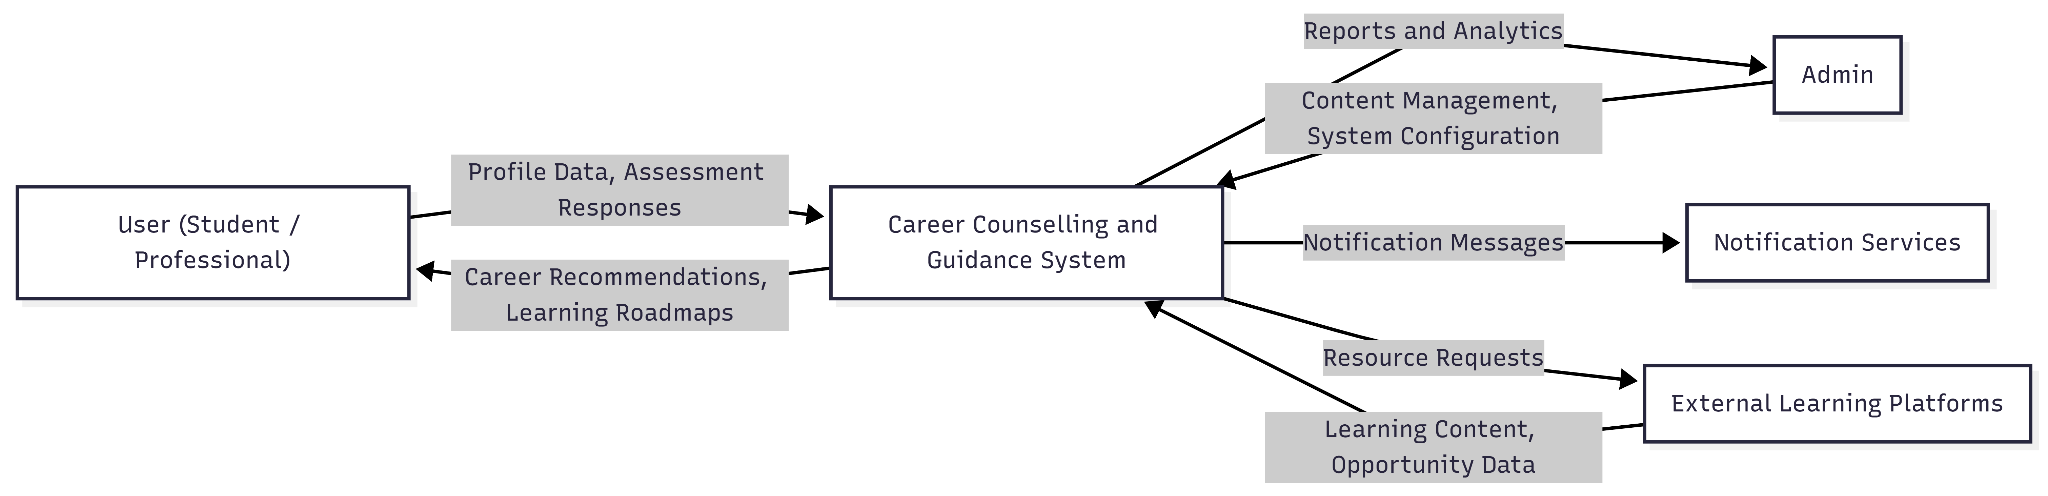 Reports and Analytics
Admin
Content Management,
System Configuration
Profile Data, Assessment
Responses
User (Student /
Professional)
Career Counselling and
Guidance System
Notification Messages
Notification Services
Career Recommendations,
Learning Roadmaps
Resource Requests
External Learning Platforms
Learning Content,
Opportunity Data